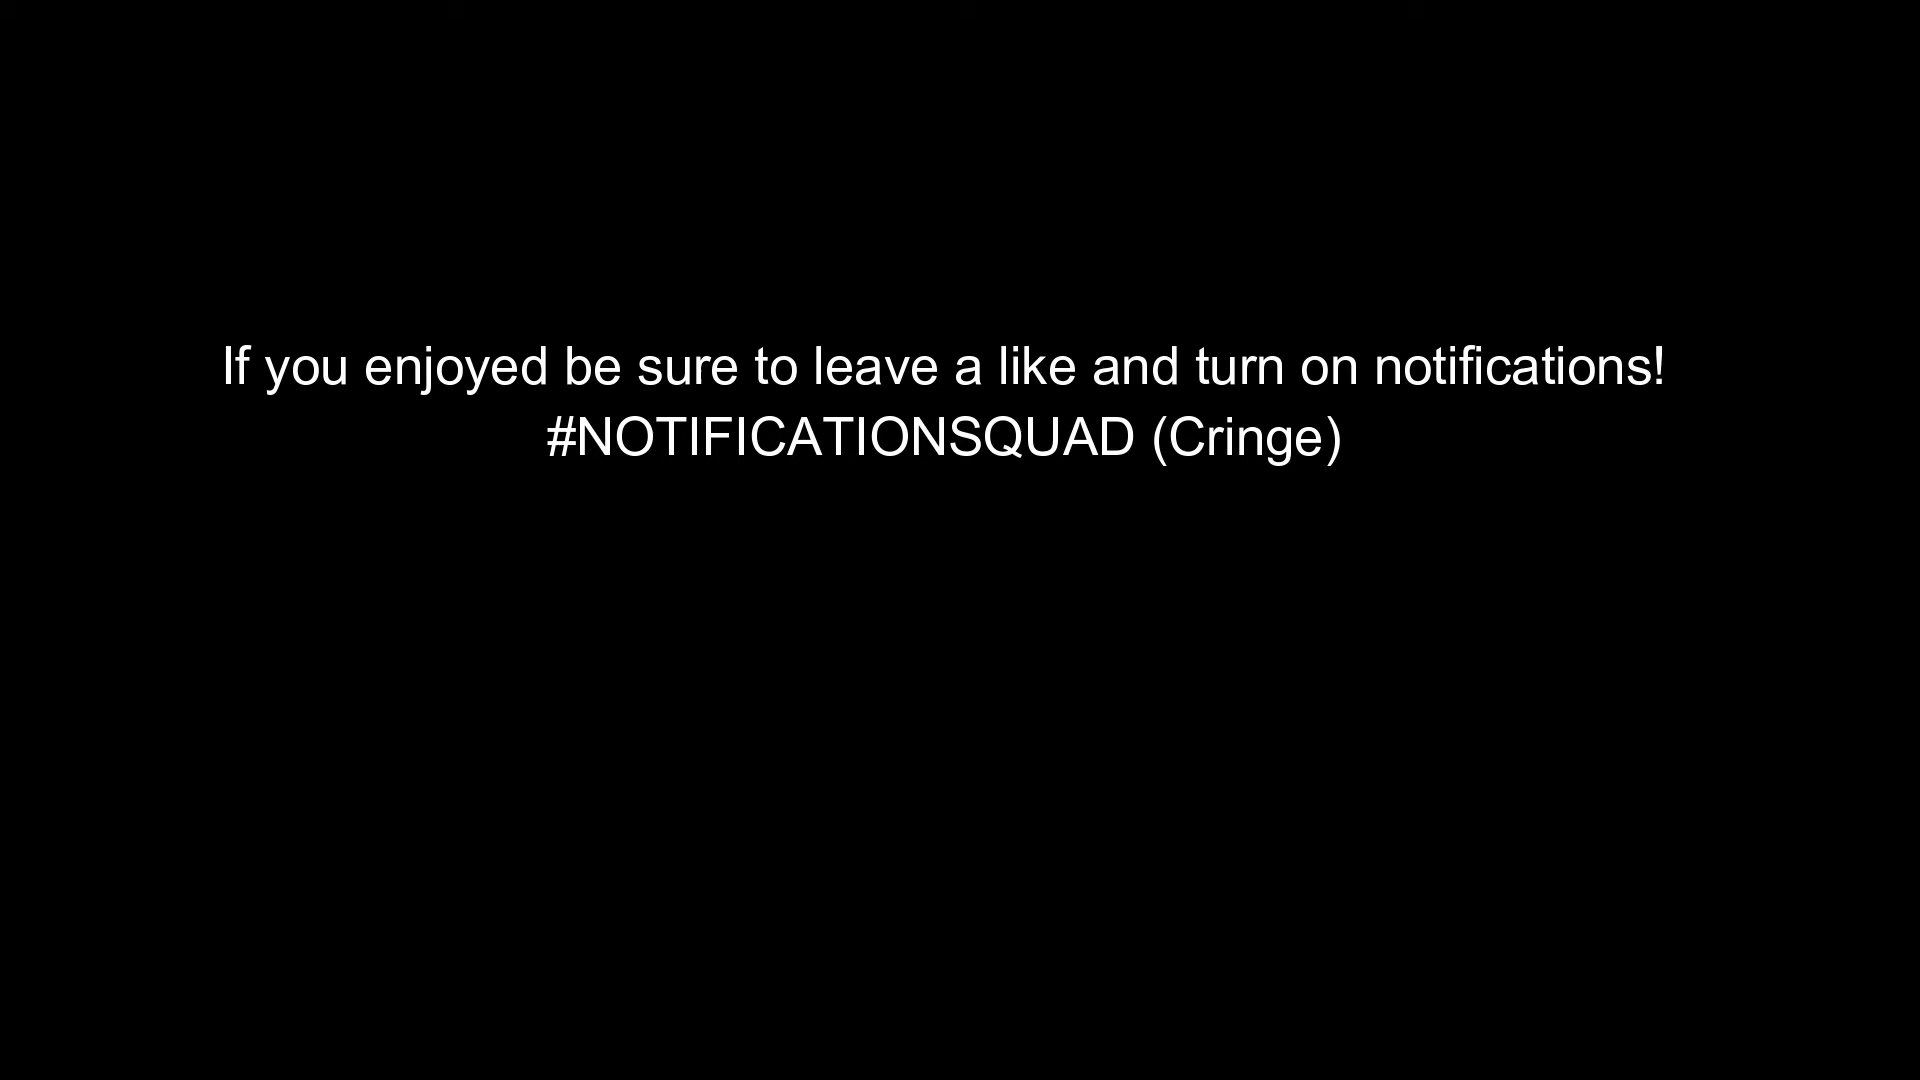 If you enjoyed be sure to leave a like and turn on notifications!
#NOTIFICATIONSQUAD (Cringe)